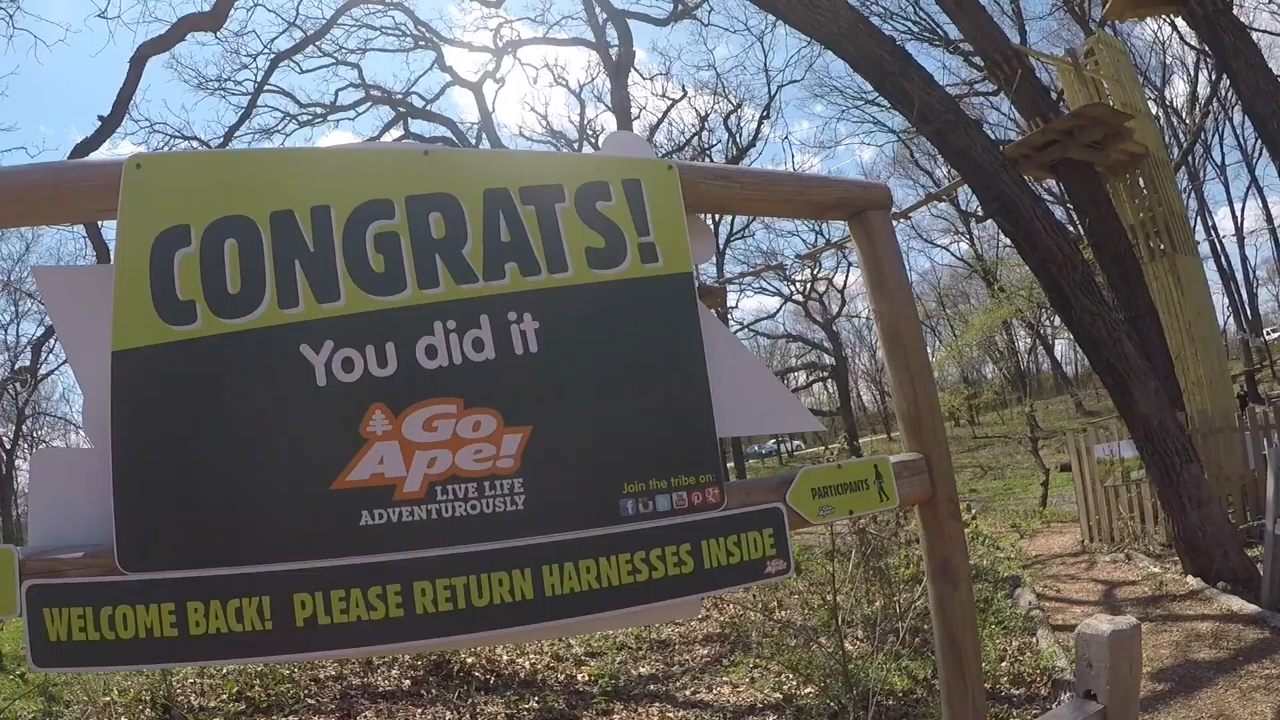 CONGRATS!
You did it
Go
Ape!
LIVE LIFE
ADVENTUROUSLY
Join the tribe on:
PARTICIPANTS
WELCOME BACK! PLEASE RETURN HARNESSES INSIDE